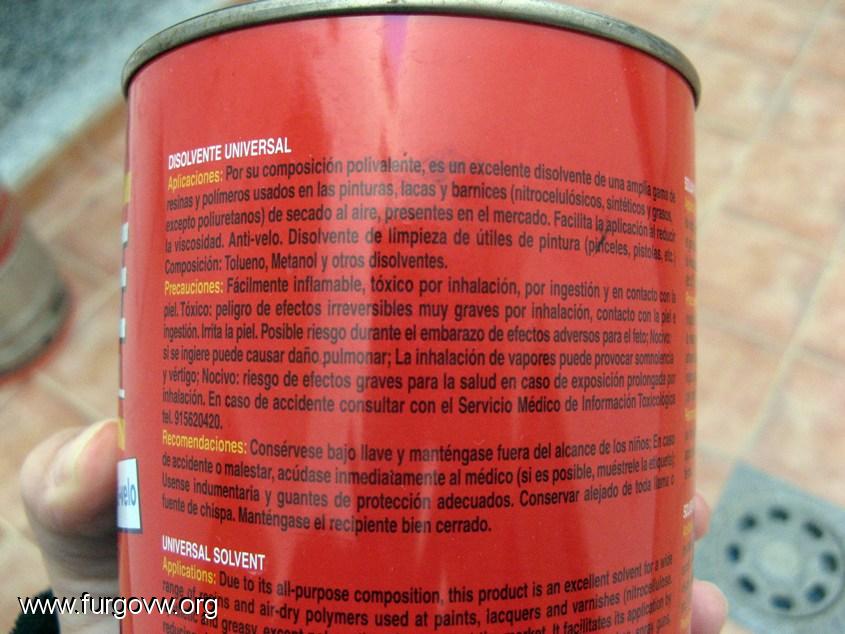 DISOLVENTE UNIVERSAL
Aplicaciones: Por su composición polivalente, es un excelente disolvente de una amplia gama de
resinas y polímeros usados en las pinturas, lacas y barnices (nitrocelulósicos, sintéticos y grasos,
excepto poliuretanos) de secado al aire, presentes en el mercado. Facilita la aplicación al reducir
la viscosidad. Anti-velo. Disolvente de limpieza de útiles de pintura (pinceles, pistolas, etc.)
Composición: Tolueno, Metanol y otros disolventes.
Precauciones: Fácilmente inflamable, tóxico por inhalación, por ingestión y en contacto con la
piel. Tóxico: peligro de efectos irreversibles muy graves por inhalación, contacto con la piel e
ingestión. Irrita la piel. Posible riesgo durante el embarazo de efectos adversos para el feto; Nocivo:
si se ingiere puede causar daño pulmonar; La inhalación de vapores puede provocar somnolencia
y vértigo; Nocivo: riesgo de efectos graves para la salud en caso de exposición prolongada por
inhalación. En caso de accidente consultar con el Servicio Médico de Información Toxicológica
tel. 915620420.
Recomendaciones: Consérvese bajo llave y manténgase fuera del alcance de los niños; En caso
de accidente o malestar, acúdase inmediatamente al médico (si es posible, muéstrele la etiqueta);
Usense indumentaria y guantes de protección adecuados. Conservar alejado de toda llama o
fuente de chispa. Manténgase el recipiente bien cerrado.
UNIVERSAL SOLVENT
Applications: Due to its all-purpose composition, this product is an excellent solvent for a wide
range of resins and air-dry polymers used at paints, lacquers and varnishes (nitrocellulose,
and greasy, except market. It facilitates its application by
velo
www.furgovw.org